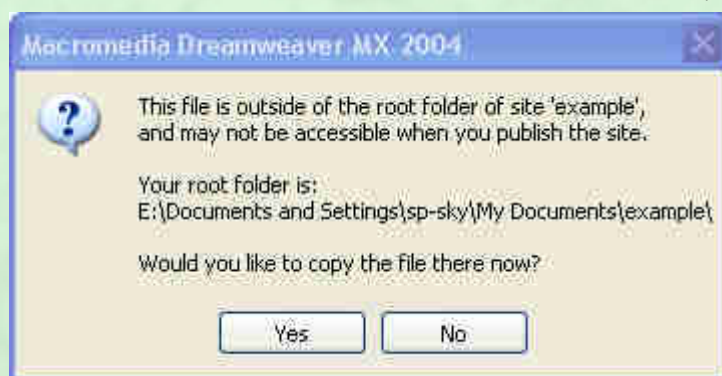 Macromedia Dreamweaver MX 2004
This file is outside of the root folder of site 'example',
and may not be accessible when you publish the site.
Your root folder is:
E:\Documents and Settings\sp-sky\My Documents\example\
Would you like to copy the file there now?
Yes No